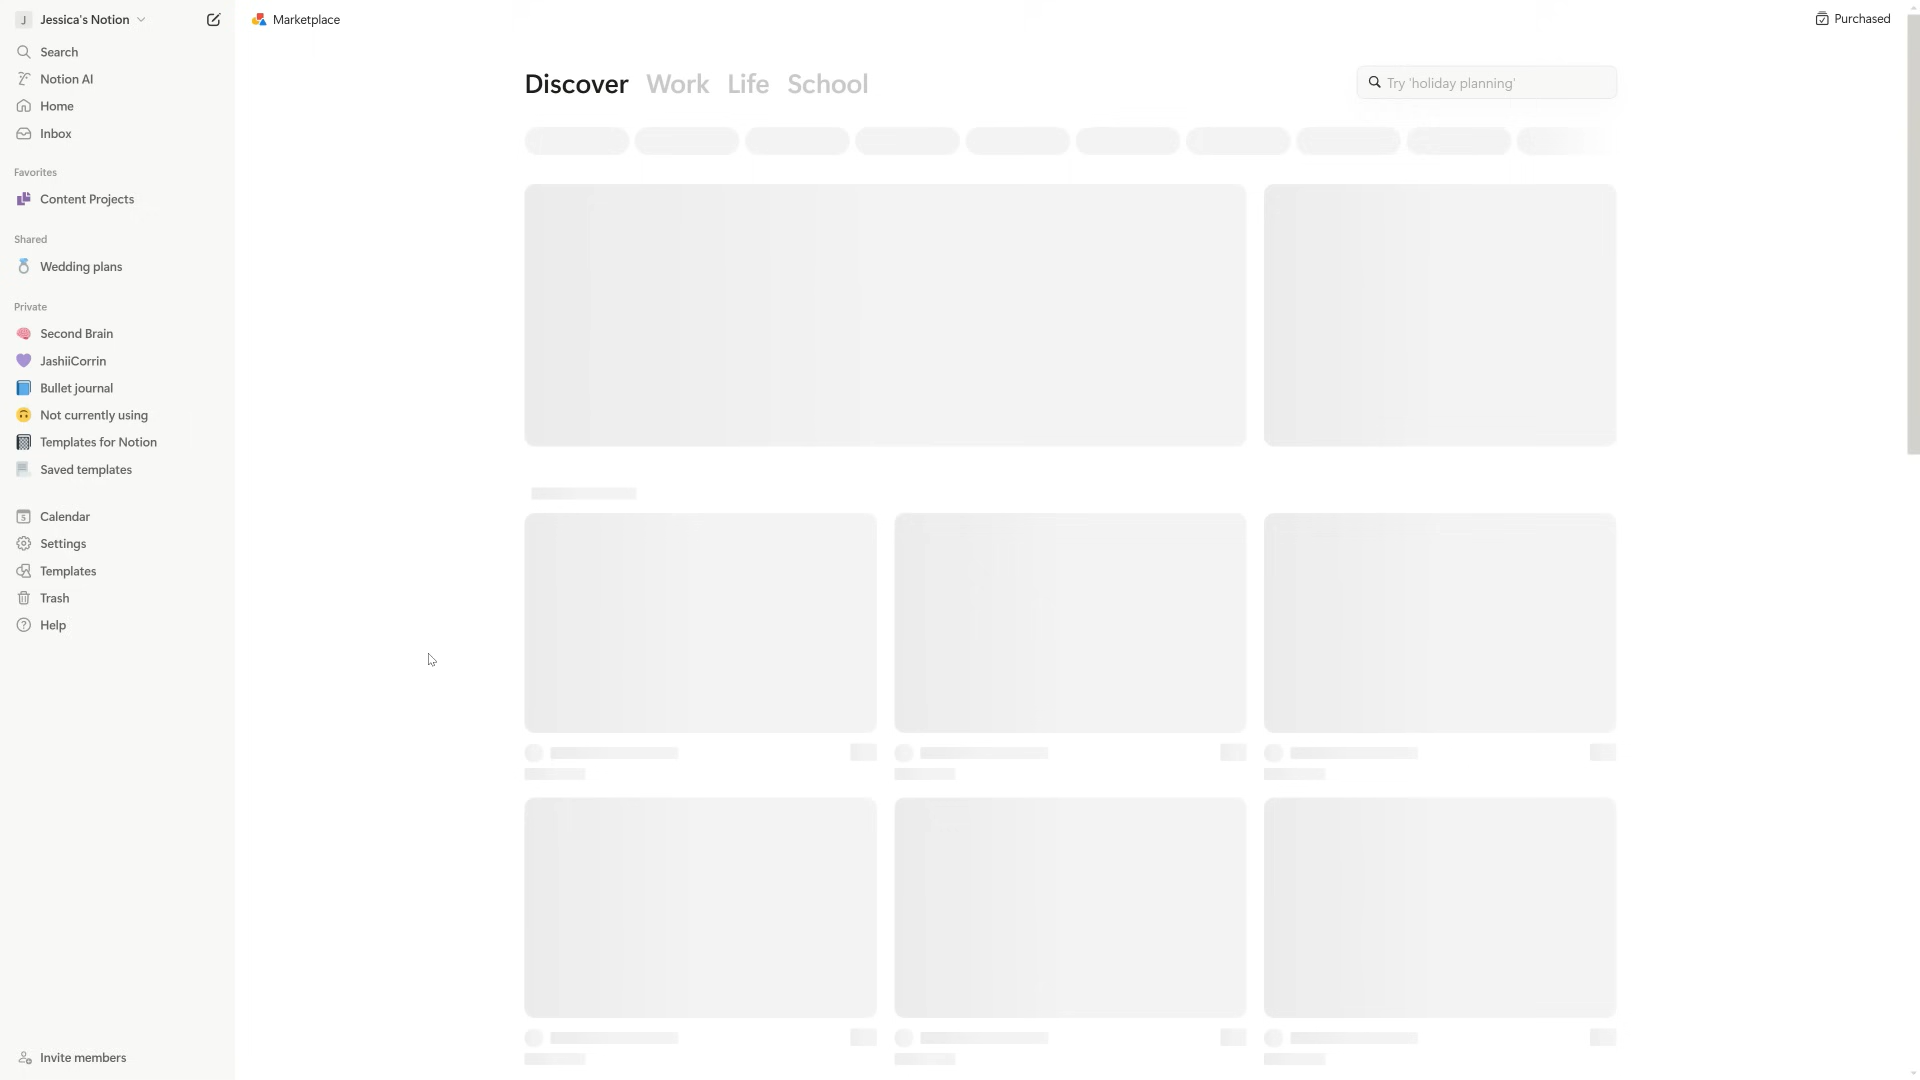 J Jessica's Notion
Search
Notion AI
Home
Inbox
Favorites
Content Projects
Shared
Wedding plans
Private
Second Brain
JashiiCorrin
Bullet journal
Not currently using
Templates for Notion
Saved templates
5 Calendar
Settings
Templates
Trash
? Help
Invite members
Marketplace
Purchased
Discover Work Life School
Try 'holiday planning'